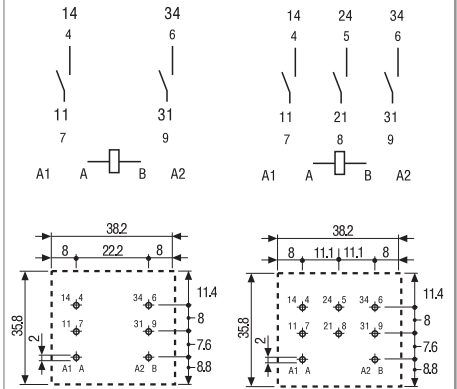 14 34
4 6
11 31
7 9
A1 A B A2
14 24 34
4 5 6
11 21 31
7 8 9
A1 A B A2
38.2
8 22.2 8
35.8
2
14 4 34 6
11 7 31 9
A1 A A2 B
11.4
8
7.6
8.8
38.2
8 11.1 11.1 8
35.8
2
14 4 24 5 34 6
11 7 21 8 31 9
A1 A A2 B
11.4
8
7.6
8.8